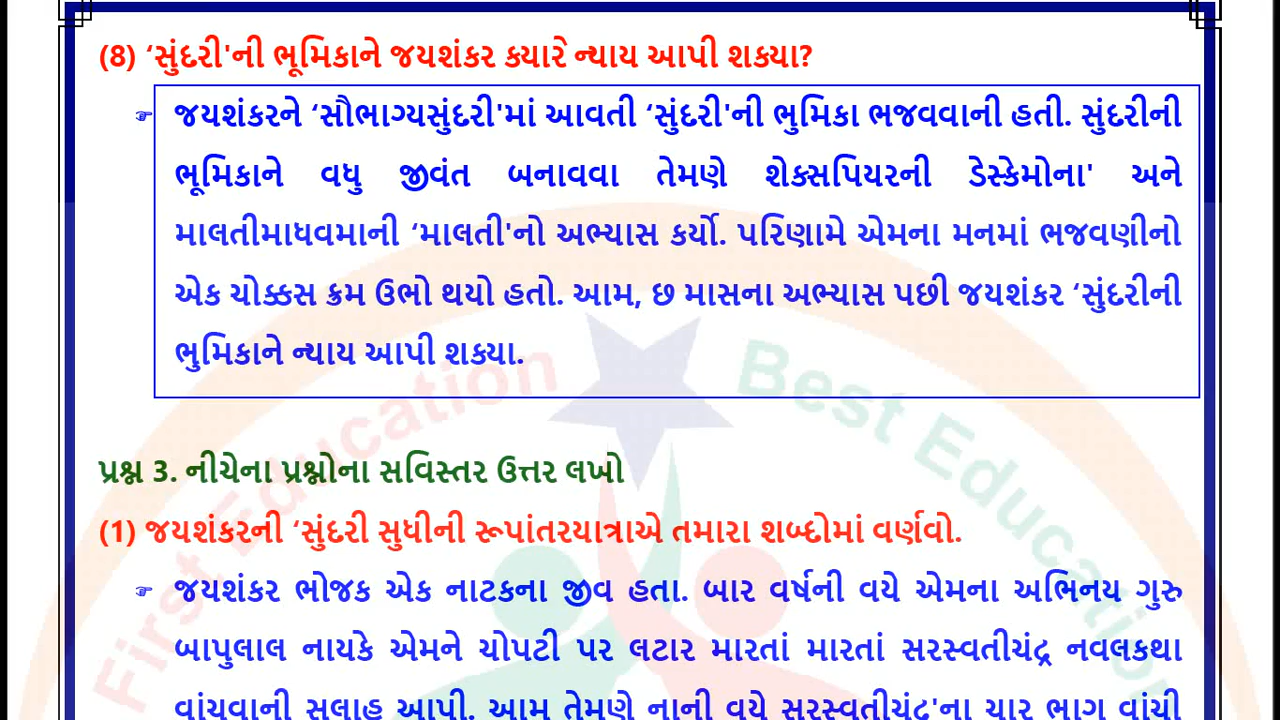 (8) ‘સુંદરી'ની ભૂમિકાને જયશંકર ક્યારે ન્યાય આપી શક્યા?
☞ જયશંકરને ‘સૌભાગ્યસુંદરી'માં આવતી ‘સુંદરી'ની ભુમિકા ભજવવાની હતી. સુંદરીની
ભૂમિકાને વધુ જીવંત બનાવવા તેમણે શેક્સપિયરની ડેસ્કેમોના' અને
માલતીમાધવમાની ‘માલતી'નો અભ્યાસ કર્યો. પરિણામે એમના મનમાં ભજવણીનો
એક ચોક્કસ ક્રમ ઉભો થયો હતો. આમ, છ માસના અભ્યાસ પછી જયશંકર ‘સુંદરીની
ભુમિકાને ન્યાય આપી શક્યા.
પ્રશ્ન 3. નીચેના પ્રશ્નોના સવિસ્તર ઉત્તર લખો
(1) જયશંકરની ‘સુંદરી સુધીની રૂપાંતરયાત્રાએ તમારા શબ્દોમાં વર્ણવો.
☞ જયશંકર ભોજક એક નાટકના જીવ હતા. બાર વર્ષની વયે એમના અભિનય ગુરુ
બાપુલાલ નાયકે એમને ચોપટી પર લટાર મારતાં મારતાં સરસ્વતીચંદ્ર નવલકથા
વાંચવાની સલાહ આપી. આમ તેમણે નાની વયે સરસ્વતીચંદ્ર'ના ચાર ભાગ વાંચી
First Education Best Education